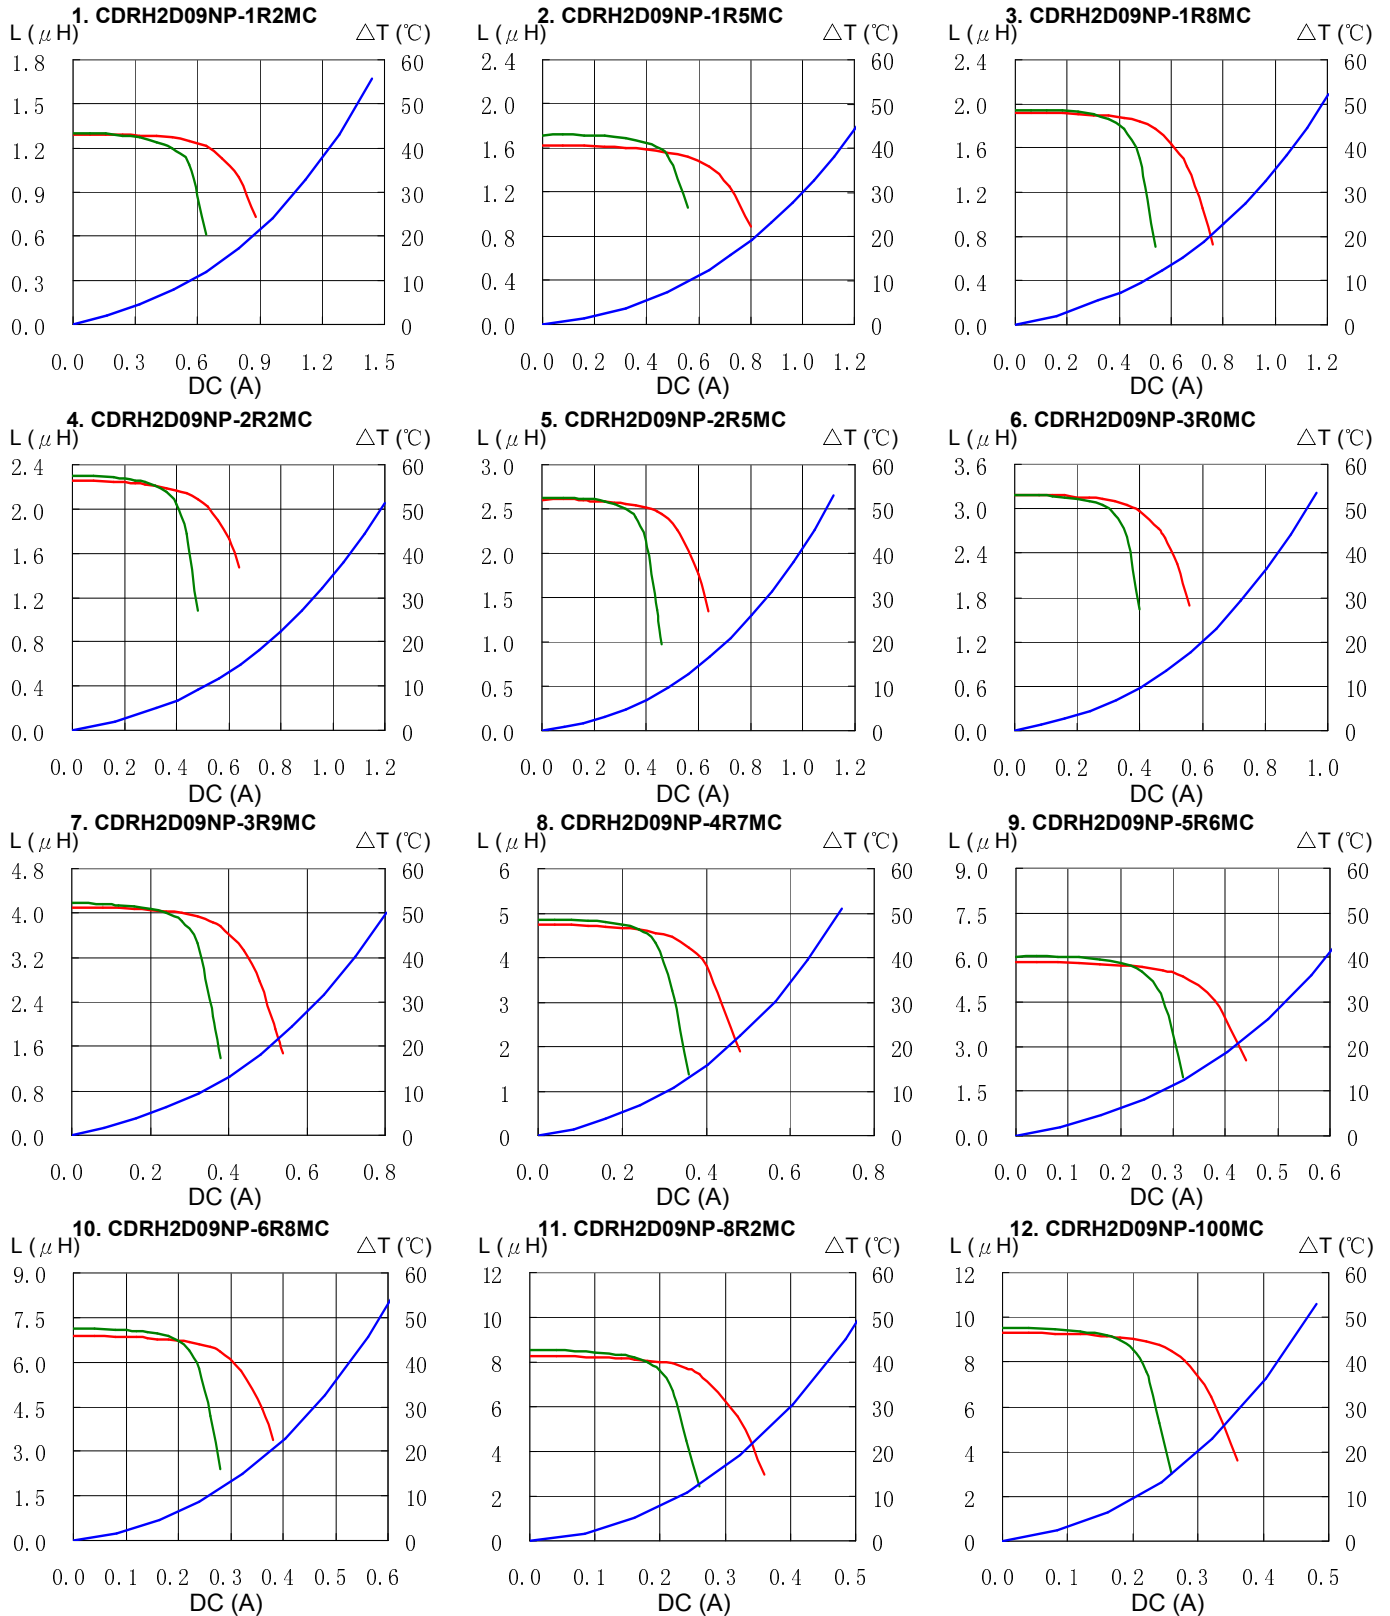 1. CDRH2D09NP-1R2MC
L (μH) △T (℃)
1.8 60
1.5 50
1.2 40
0.9 30
0.6 20
0.3 10
0.0 0
0.0 0.3 0.6 0.9 1.2 1.5
DC (A)
2. CDRH2D09NP-1R5MC
L (μH) △T (℃)
2.4 60
2.0 50
1.6 40
1.2 30
0.8 20
0.4 10
0.0 0
0.0 0.2 0.4 0.6 0.8 1.0 1.2
DC (A)
3. CDRH2D09NP-1R8MC
L (μH) △T (℃)
2.4 60
2.0 50
1.6 40
1.2 30
0.8 20
0.4 10
0.0 0
0.0 0.2 0.4 0.6 0.8 1.0 1.2
DC (A)
4. CDRH2D09NP-2R2MC
L (μH) △T (℃)
2.4 60
2.0 50
1.6 40
1.2 30
0.8 20
0.4 10
0.0 0
0.0 0.2 0.4 0.6 0.8 1.0 1.2
DC (A)
5. CDRH2D09NP-2R5MC
L (μH) △T (℃)
3.0 60
2.5 50
2.0 40
1.5 30
1.0 20
0.5 10
0.0 0
0.0 0.2 0.4 0.6 0.8 1.0 1.2
DC (A)
6. CDRH2D09NP-3R0MC
L (μH) △T (℃)
3.6 60
3.0 50
2.4 40
1.8 30
1.2 20
0.6 10
0.0 0
0.0 0.2 0.4 0.6 0.8 1.0
DC (A)
7. CDRH2D09NP-3R9MC
L (μH) △T (℃)
4.8 60
4.0 50
3.2 40
2.4 30
1.6 20
0.8 10
0.0 0
0.0 0.2 0.4 0.6 0.8
DC (A)
8. CDRH2D09NP-4R7MC
L (μH) △T (℃)
6 60
5 50
4 40
3 30
2 20
1 10
0 0
0.0 0.2 0.4 0.6 0.8
DC (A)
9. CDRH2D09NP-5R6MC
L (μH) △T (℃)
9.0 60
7.5 50
6.0 40
4.5 30
3.0 20
1.5 10
0.0 0
0.0 0.1 0.2 0.3 0.4 0.5 0.6
DC (A)
10. CDRH2D09NP-6R8MC
L (μH) △T (℃)
9.0 60
7.5 50
6.0 40
4.5 30
3.0 20
1.5 10
0.0 0
0.0 0.1 0.2 0.3 0.4 0.5 0.6
DC (A)
11. CDRH2D09NP-8R2MC
L (μH) △T (℃)
12 60
10 50
8 40
6 30
4 20
2 10
0 0
0.0 0.1 0.2 0.3 0.4 0.5
DC (A)
12. CDRH2D09NP-100MC
L (μH) △T (℃)
12 60
10 50
8 40
6 30
4 20
2 10
0 0
0.0 0.1 0.2 0.3 0.4 0.5
DC (A)